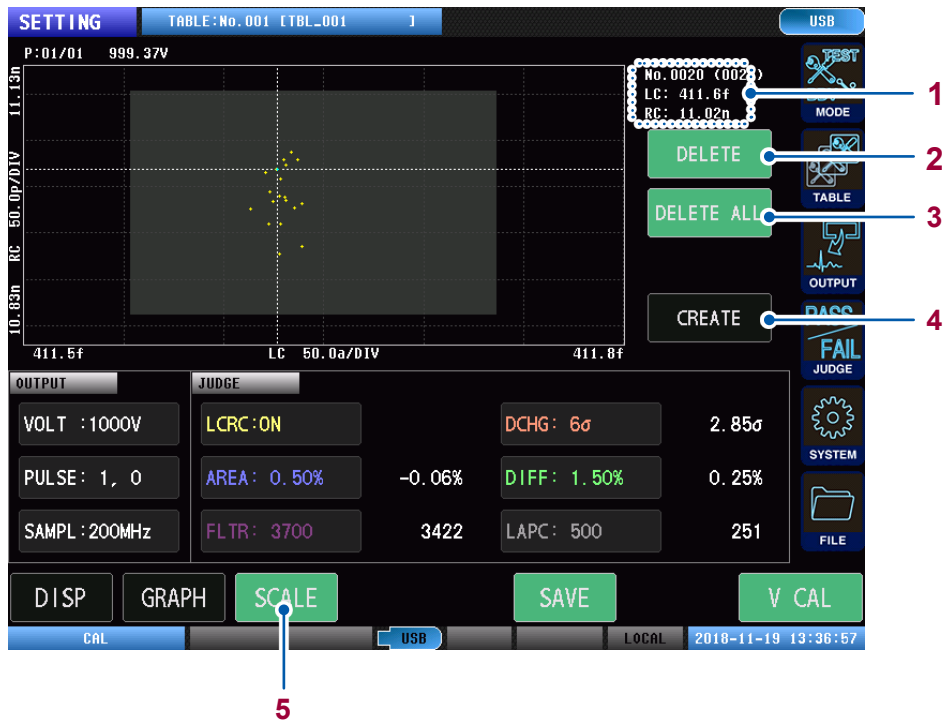 SETTING
TABLE:No.001 [TBL_001 ]
USB
P:01/01 999.37V
11.13n
RC 50.0p/DIV
10.83n
411.5f
LC 50.0a/DIV
411.8f
No.0020 (0028)
LC: 411.6f
RC: 11.02n
1
DELETE
2
DELETE ALL
3
CREATE
4
TEST
MODE
TABLE
OUTPUT
PASS
FAIL
JUDGE
SYSTEM
FILE
OUTPUT
JUDGE
VOLT :1000V
LCRC:ON
DCHG: 6σ
2.85σ
PULSE: 1, 0
AREA: 0.50%
-0.06%
DIFF: 1.50%
0.25%
SAMPL:200MHz
FLTR: 3700
3422
LAPC: 500
251
DISP
GRAPH
SCALE
SAVE
V CAL
CAL
USB
LOCAL
2018-11-19 13:36:57
5